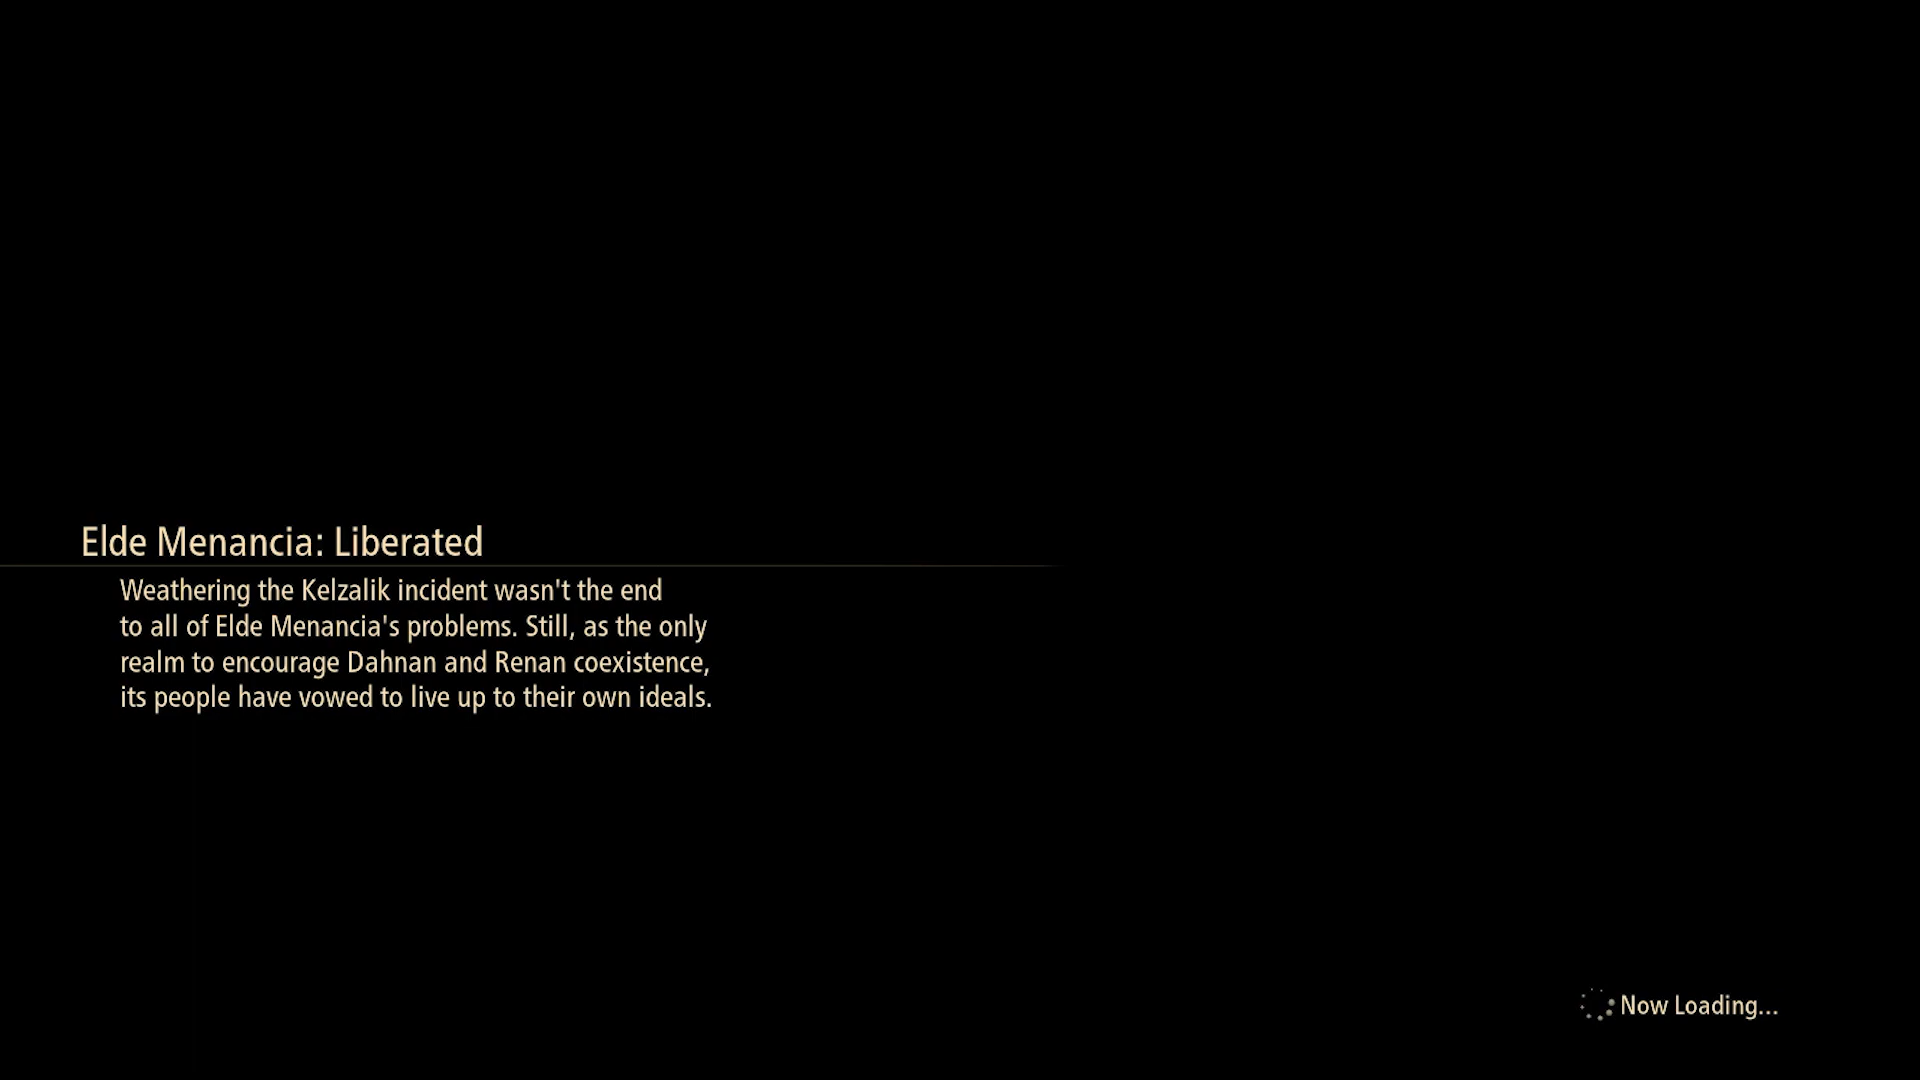 Elde Menancia: Liberated
Weathering the Kelzalik incident wasn't the end
to all of Elde Menancia's problems. Still, as the only
realm to encourage Dahnan and Renan coexistence,
its people have vowed to live up to their own ideals.
Now Loading...